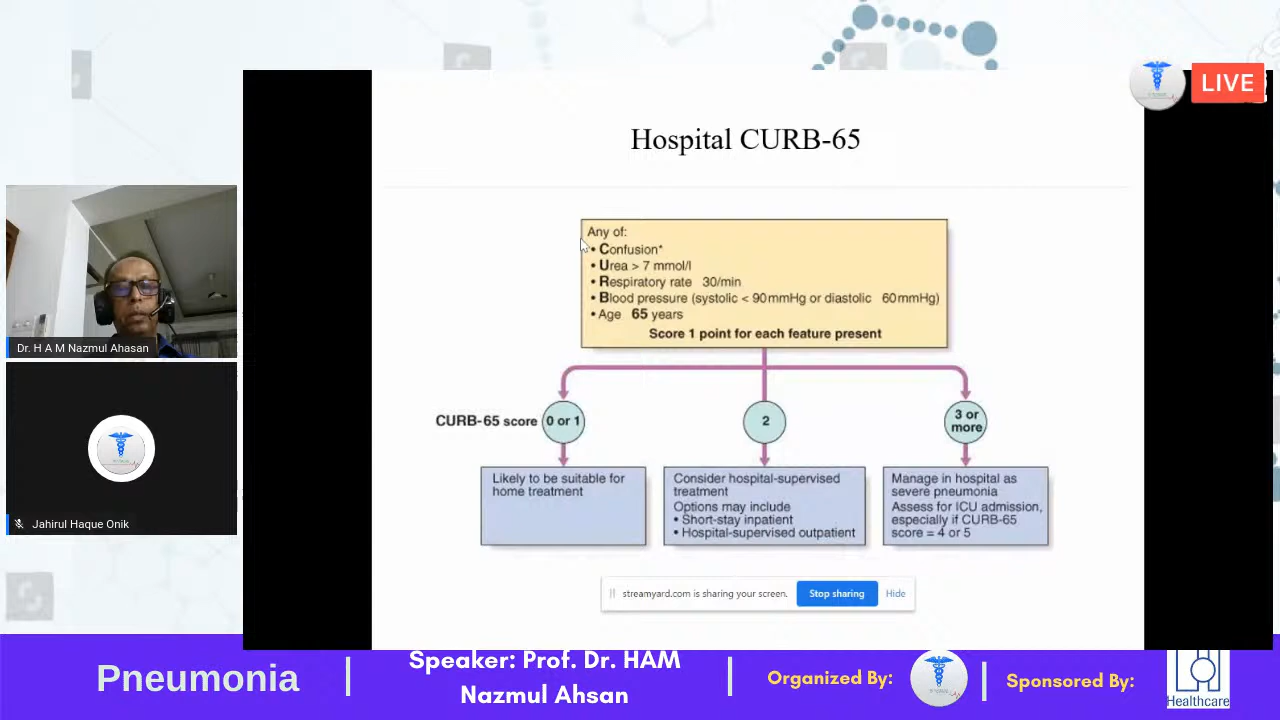 LIVE
Hospital CURB-65
Any of:
• Confusion*
• Urea > 7 mmol/l
• Respiratory rate 30/min
• Blood pressure (systolic < 90 mmHg or diastolic 60 mmHg)
• Age 65 years
Score 1 point for each feature present
CURB-65 score
0 or 1
2
3 or
more
Likely to be suitable for
home treatment
Consider hospital-supervised
treatment
Options may include
• Short-stay inpatient
• Hospital-supervised outpatient
Manage in hospital as
severe pneumonia
Assess for ICU admission,
especially if CURB-65
score = 4 or 5
streamyard.com is sharing your screen.
Stop sharing
Hide
Dr. H A M Nazmul Ahasan
Jahirul Haque Onik
Pneumonia
Speaker: Prof. Dr. HAM
Nazmul Ahsan
Organized By:
Sponsored By:
Healthcare